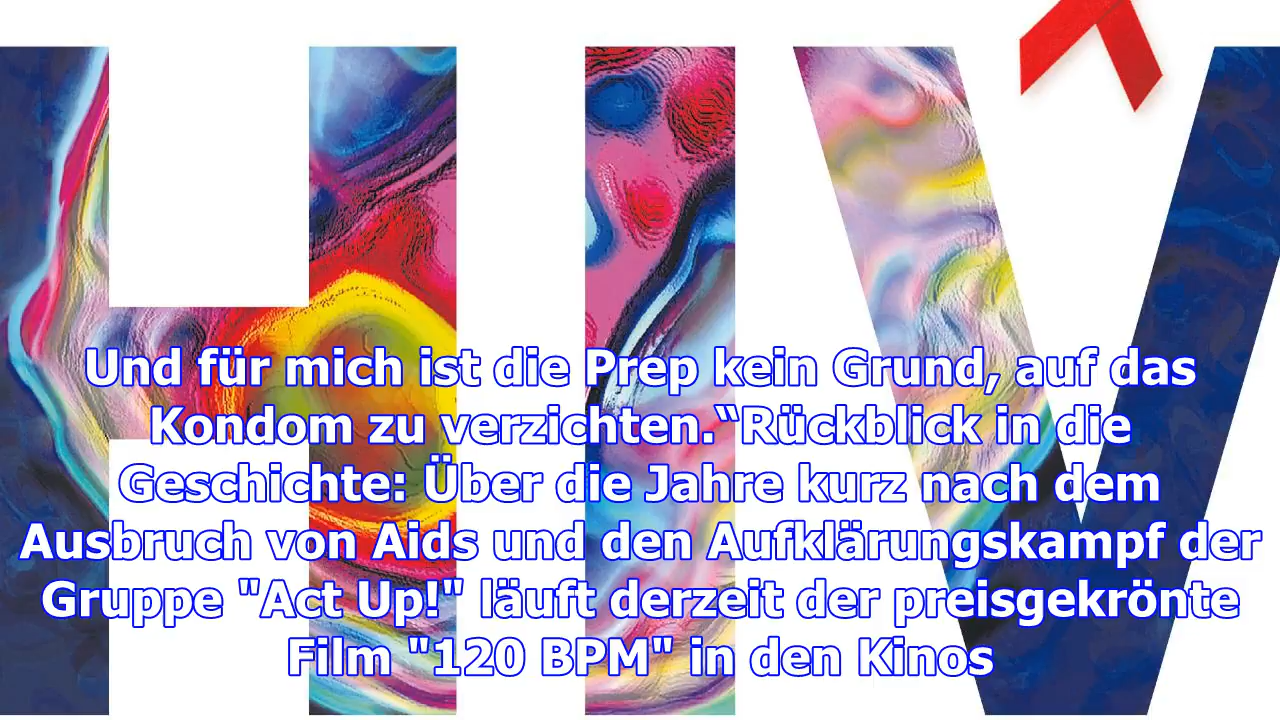 HIV
Und für mich ist die Prep kein Grund, auf das
Kondom zu verzichten.“Rückblick in die
Geschichte: Über die Jahre kurz nach dem
Ausbruch von Aids und den Aufklärungskampf der
Gruppe "Act Up!" läuft derzeit der preisgekrönte
Film "120 BPM" in den Kinos